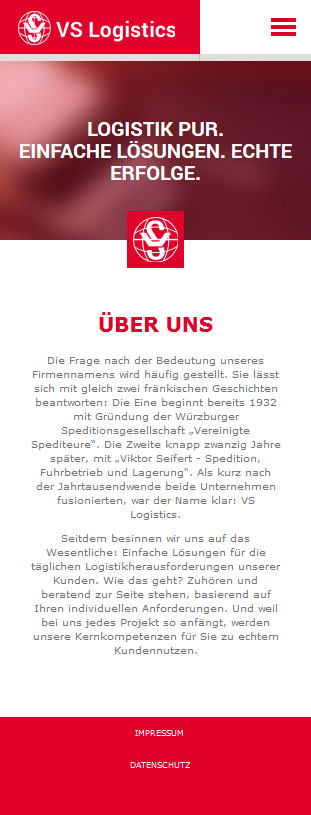 VS Logistics
LOGISTIK PUR.
EINFACHE LÖSUNGEN. ECHTE
ERFOLGE.
ÜBER UNS
Die Frage nach der Bedeutung unseres
Firmennamens wird häufig gestellt. Sie lässt
sich mit gleich zwei fränkischen Geschichten
beantworten: Die Eine beginnt bereits 1932
mit Gründung der Würzburger
Speditionsgesellschaft „Vereinigte
Spediteure“. Die Zweite knapp zwanzig Jahre
später, mit „Viktor Seifert - Spedition,
Fuhrbetrieb und Lagerung“. Als kurz nach
der Jahrtausendwende beide Unternehmen
fusionierten, war der Name klar: VS
Logistics.
Seitdem besinnen wir uns auf das
Wesentliche: Einfache Lösungen für die
täglichen Logistikherausforderungen unserer
Kunden. Wie das geht? Zuhören und
beratend zur Seite stehen, basierend auf
Ihren individuellen Anforderungen. Und weil
bei uns jedes Projekt so anfängt, werden
unsere Kernkompetenzen für Sie zu echtem
Kundennutzen.
IMPRESSUM
DATENSCHUTZ